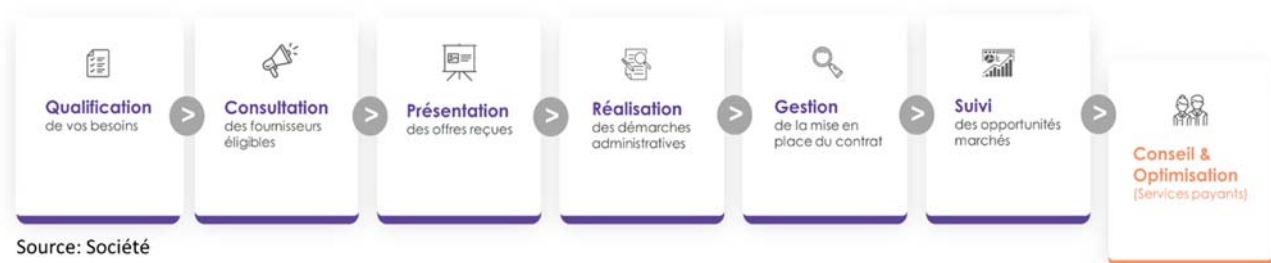 Qualification
de vos besoins
>
Consultation
des fournisseurs
éligibles
>
Présentation
des offres reçues
>
Réalisation
des démarches
administratives
>
Gestion
de la mise en
place du contrat
>
Suivi
des opportunités
marchés
>
Conseil &
Optimisation
(Services payants)
Source: Société